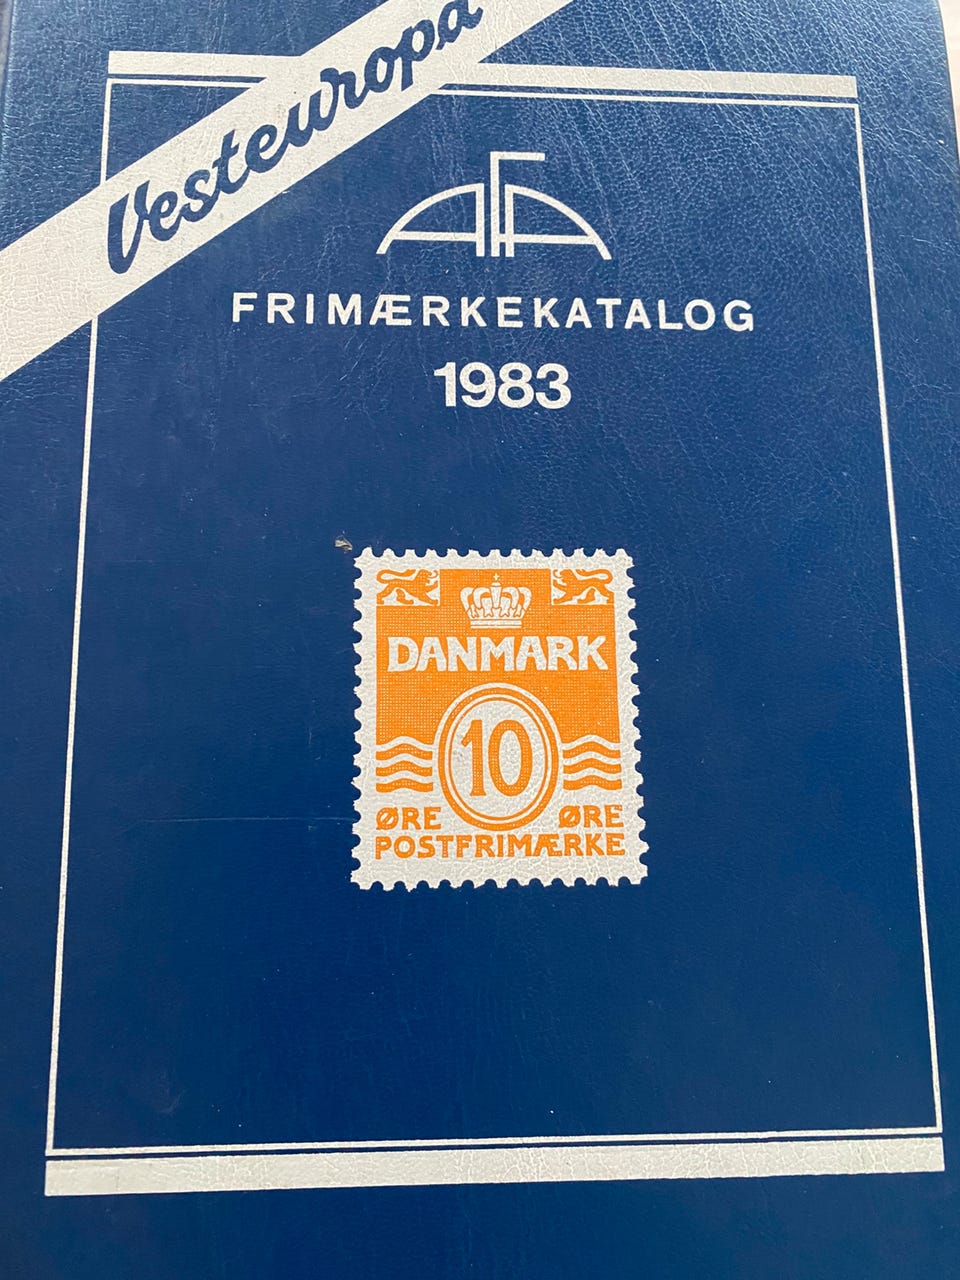 Vesteuropa
AFA
FRIMÆRKEKATALOG
1983
DANMARK
10
ØRE ØRE
POSTFRIMÆRKE